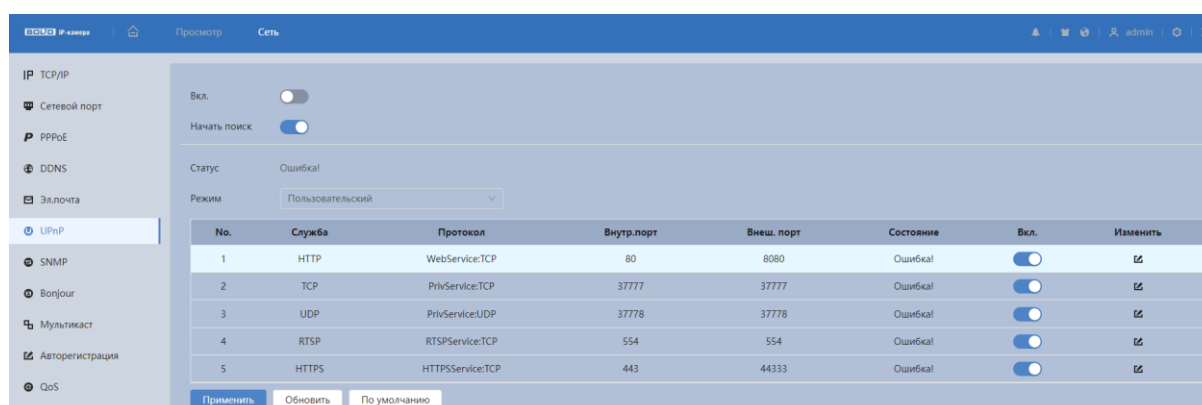 BOLID IP-камера Просмотр Сеть admin
IP TCP/IP
Сетевой порт
PPPoE
DDNS
Эл.почта
UPnP
SNMP
Bonjour
Мультикаст
Авторегистрация
QoS
Вкл.
Начать поиск
Статус Ошибка!
Режим Пользовательский
No. Служба Протокол Внутр.порт Внеш. порт Состояние Вкл. Изменить
1 HTTP WebService:TCP 80 8080 Ошибка!
2 TCP PrivService:TCP 37777 37777 Ошибка!
3 UDP PrivService:UDP 37778 37778 Ошибка!
4 RTSP RTSPService:TCP 554 554 Ошибка!
5 HTTPS HTTPSService:TCP 443 44333 Ошибка!
Применить Обновить По умолчанию